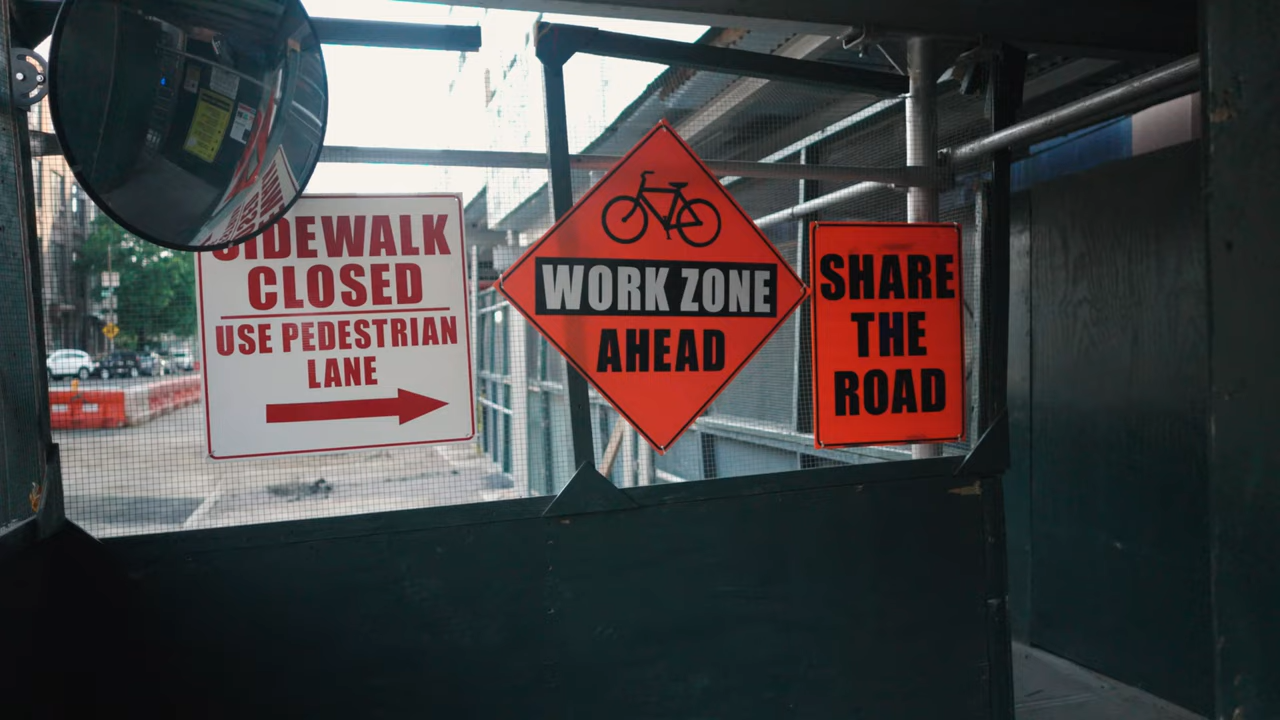 SIDEWALK
CLOSED
USE PEDESTRIAN
LANE
WORK ZONE
AHEAD
SHARE
THE
ROAD